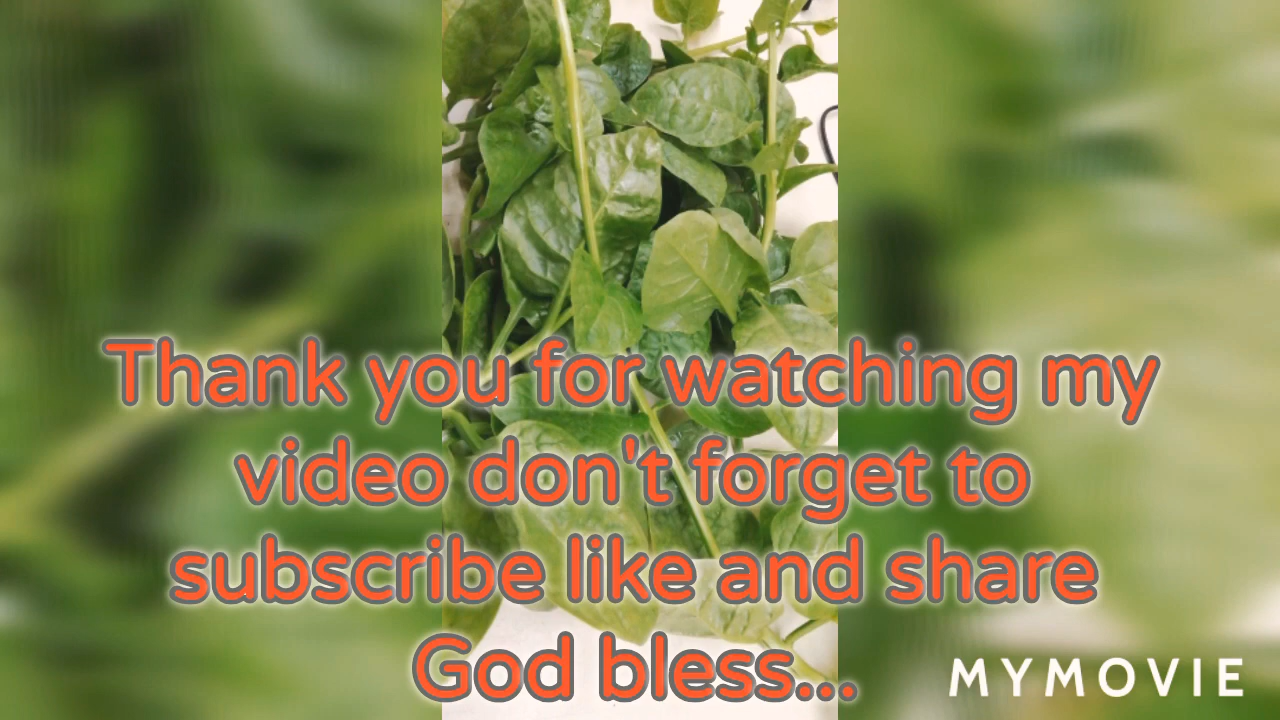 Thank you for watching my
video don't forget to
subscribe like and share
God bless...
MYMOVIE